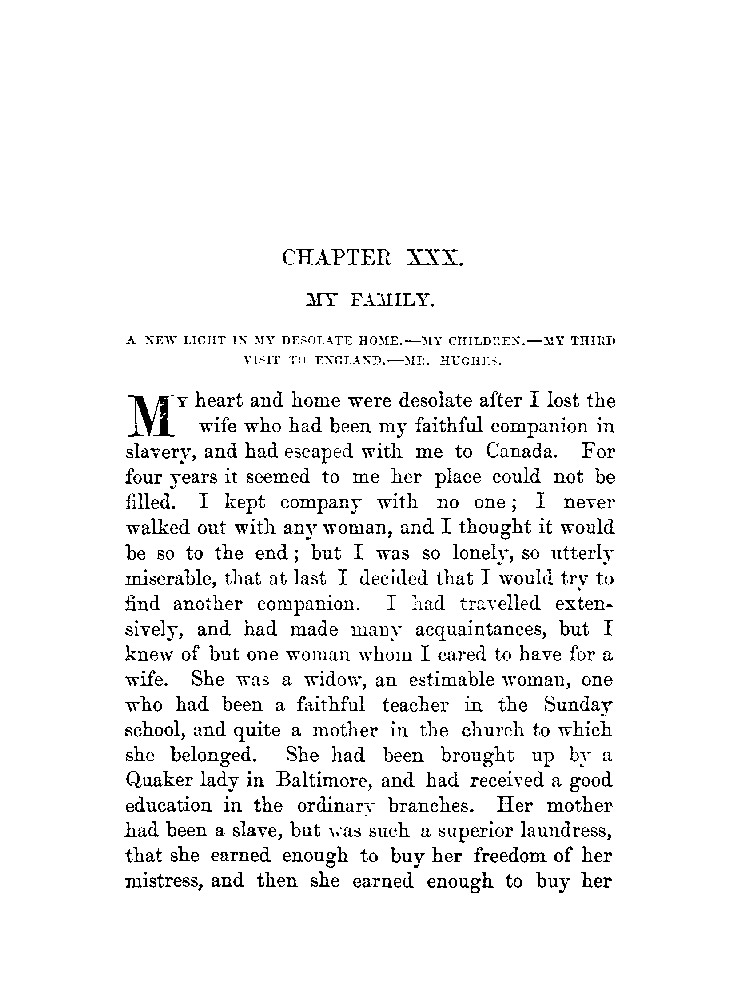 CHAPTER XXX.
MY FAMILY.
A NEW LIGHT IN MY DESOLATE HOME.—MY CHILDREN.—MY THIRD
VISIT TO ENGLAND.—MR. HUGHES.
MY heart and home were desolate after I lost the
wife who had been my faithful companion in
slavery, and had escaped with me to Canada. For
four years it seemed to me her place could not be
filled. I kept company with no one; I never
walked out with any woman, and I thought it would
be so to the end; but I was so lonely, so utterly
miserable, that at last I decided that I would try to
find another companion. I had travelled exten-
sively, and had made many acquaintances, but I
knew of but one woman whom I cared to have for a
wife. She was a widow, an estimable woman, one
who had been a faithful teacher in the Sunday
school, and quite a mother in the church to which
she belonged. She had been brought up by a
Quaker lady in Baltimore, and had received a good
education in the ordinary branches. Her mother
had been a slave, but was such a superior laundress,
that she earned enough to buy her freedom of her
mistress, and then she earned enough to buy her